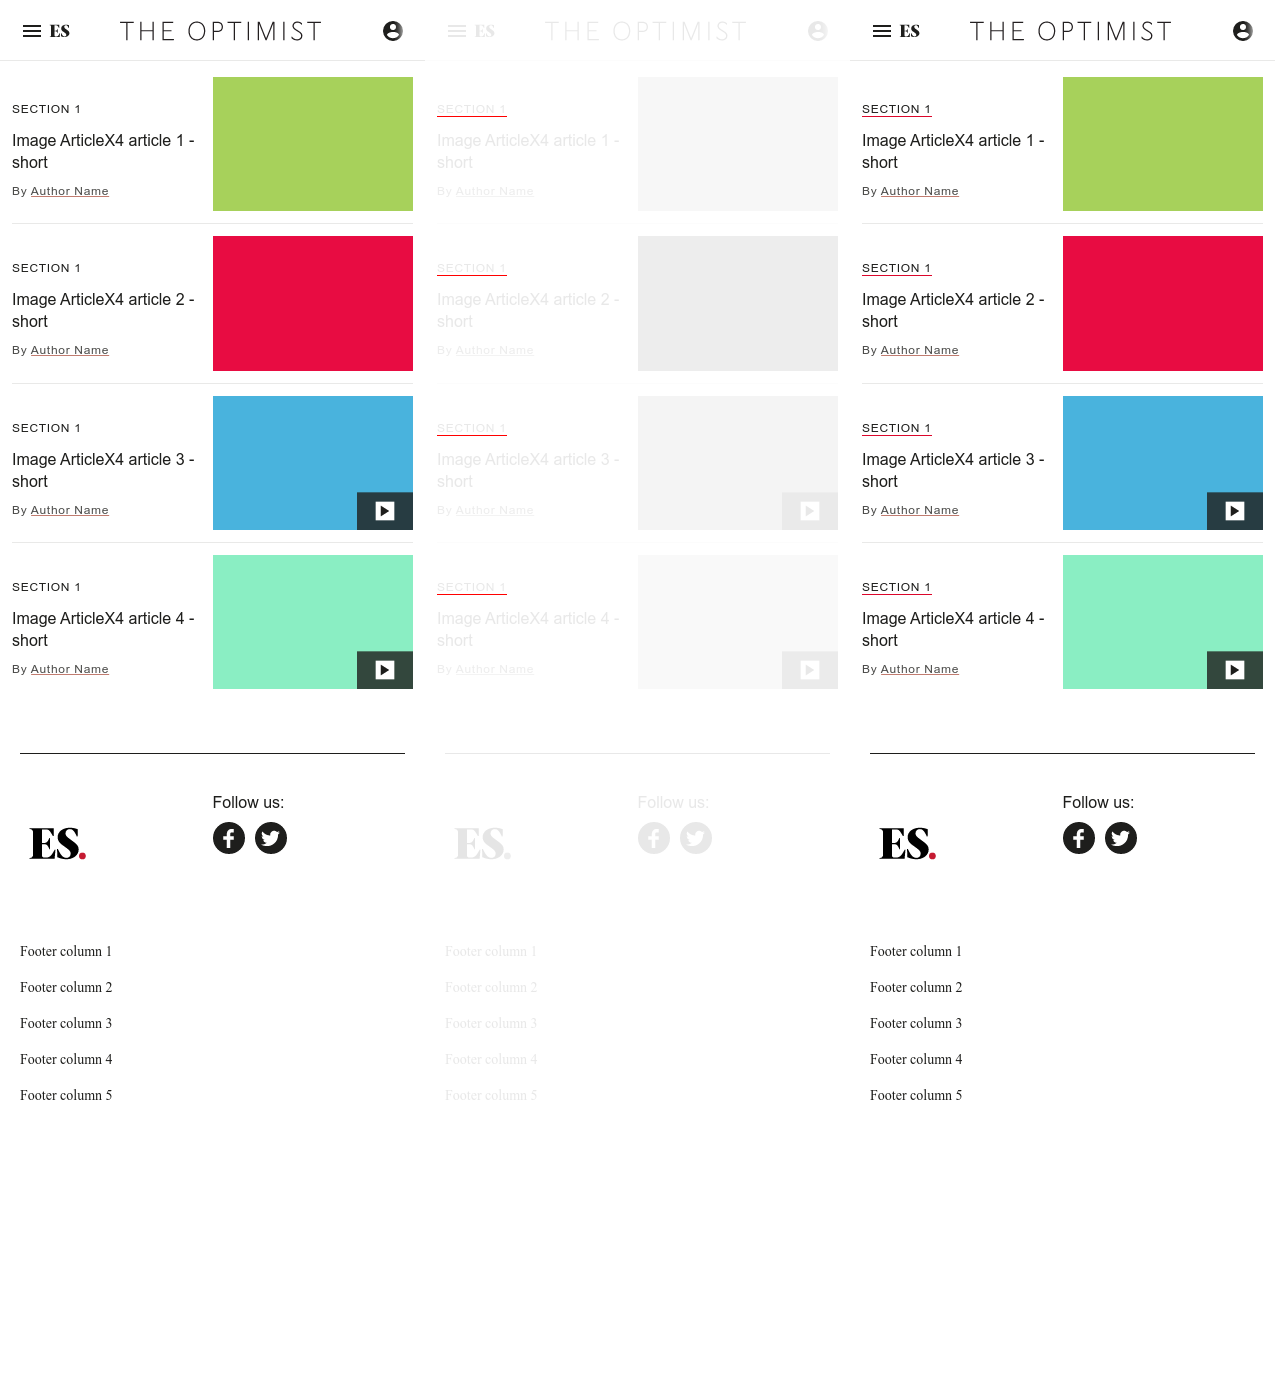 ES THE OPTIMIST
SECTION 1
Image ArticleX4 article 1 -
short
By Author Name
SECTION 1
Image ArticleX4 article 2 -
short
By Author Name
SECTION 1
Image ArticleX4 article 3 -
short
By Author Name
SECTION 1
Image ArticleX4 article 4 -
short
By Author Name
Follow us:
ES.
Footer column 1
Footer column 2
Footer column 3
Footer column 4
Footer column 5
ES THE OPTIMIST
SECTION 1
Image ArticleX4 article 1 -
short
By Author Name
SECTION 1
Image ArticleX4 article 2 -
short
By Author Name
SECTION 1
Image ArticleX4 article 3 -
short
By Author Name
SECTION 1
Image ArticleX4 article 4 -
short
By Author Name
Follow us:
ES.
Footer column 1
Footer column 2
Footer column 3
Footer column 4
Footer column 5
ES THE OPTIMIST
SECTION 1
Image ArticleX4 article 1 -
short
By Author Name
SECTION 1
Image ArticleX4 article 2 -
short
By Author Name
SECTION 1
Image ArticleX4 article 3 -
short
By Author Name
SECTION 1
Image ArticleX4 article 4 -
short
By Author Name
Follow us:
ES.
Footer column 1
Footer column 2
Footer column 3
Footer column 4
Footer column 5